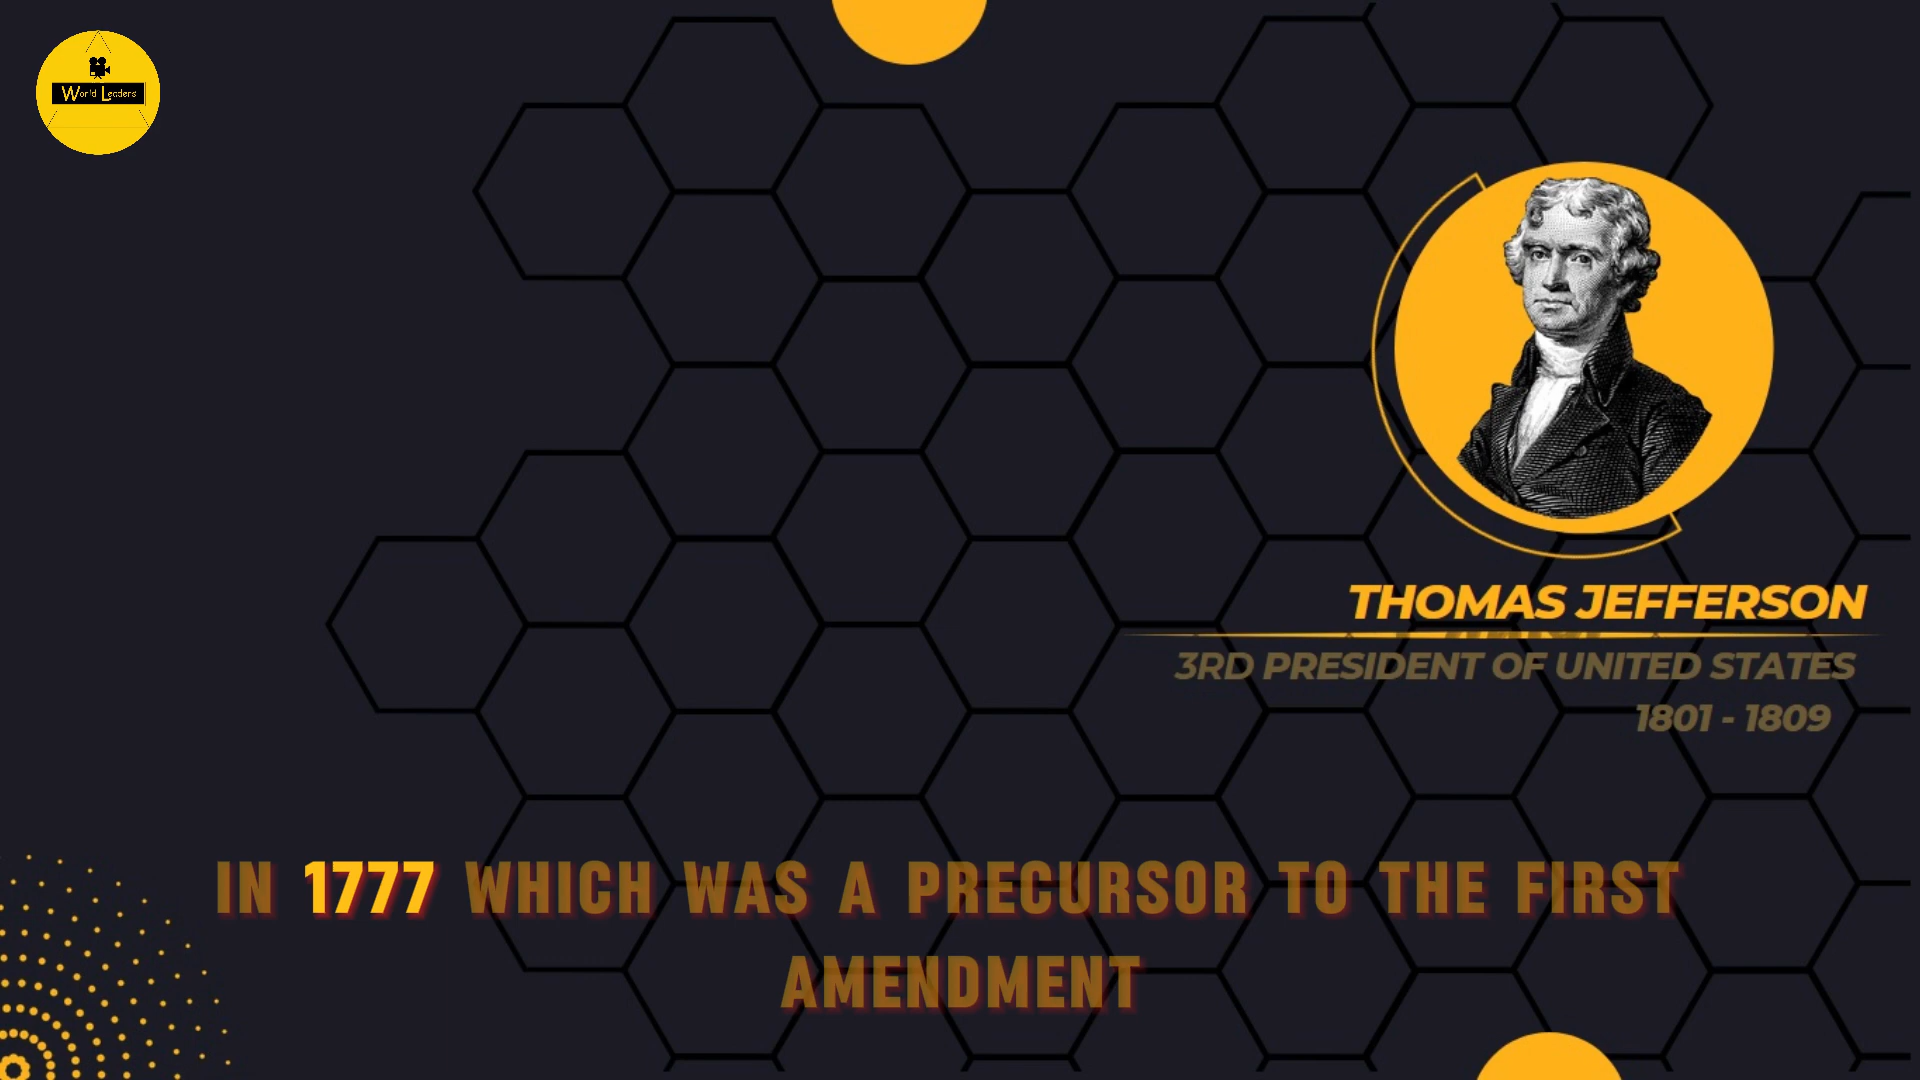 World Leaders
THOMAS JEFFERSON
3RD PRESIDENT OF UNITED STATES
1801 - 1809
IN 1777 WHICH WAS A PRECURSOR TO THE FIRST
AMENDMENT